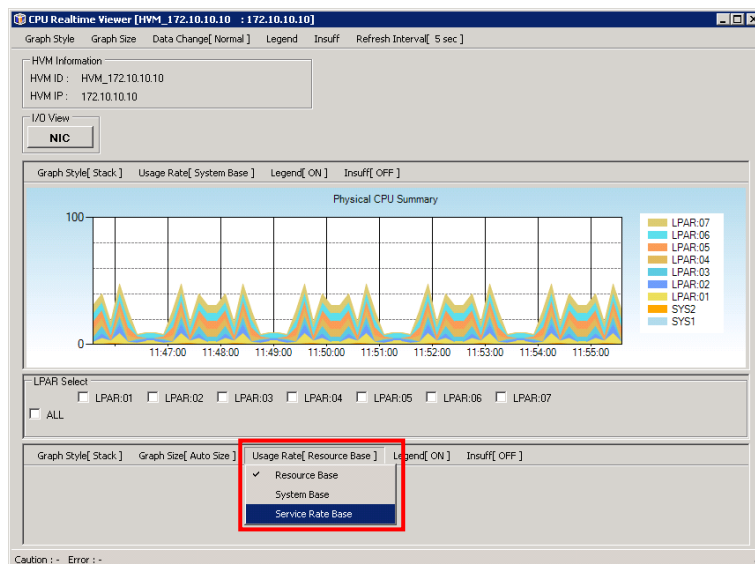 CPU Realtime Viewer [HVM_172.10.10.10 : 172.10.10.10]
Graph Style Graph Size Data Change[ Normal ] Legend Insuff Refresh Interval[ 5 sec ]
HVM Information
HVM ID : HVM_172.10.10.10
HVM IP : 172.10.10.10
I/O View
NIC
Graph Style[ Stack ] Usage Rate[ System Base ] Legend[ ON ] Insuff[ OFF ]
Physical CPU Summary
100
0
11:47:00 11:48:00 11:49:00 11:50:00 11:51:00 11:52:00 11:53:00 11:54:00 11:55:00
LPAR:07
LPAR:06
LPAR:05
LPAR:04
LPAR:03
LPAR:02
LPAR:01
SYS2
SYS1
LPAR Select
LPAR:01 LPAR:02 LPAR:03 LPAR:04 LPAR:05 LPAR:06 LPAR:07
ALL
Graph Style[ Stack ] Graph Size[ Auto Size ] Usage Rate[ Resource Base ] Legend[ ON ] Insuff[ OFF ]
Resource Base
System Base
Service Rate Base
Caution : - Error : -